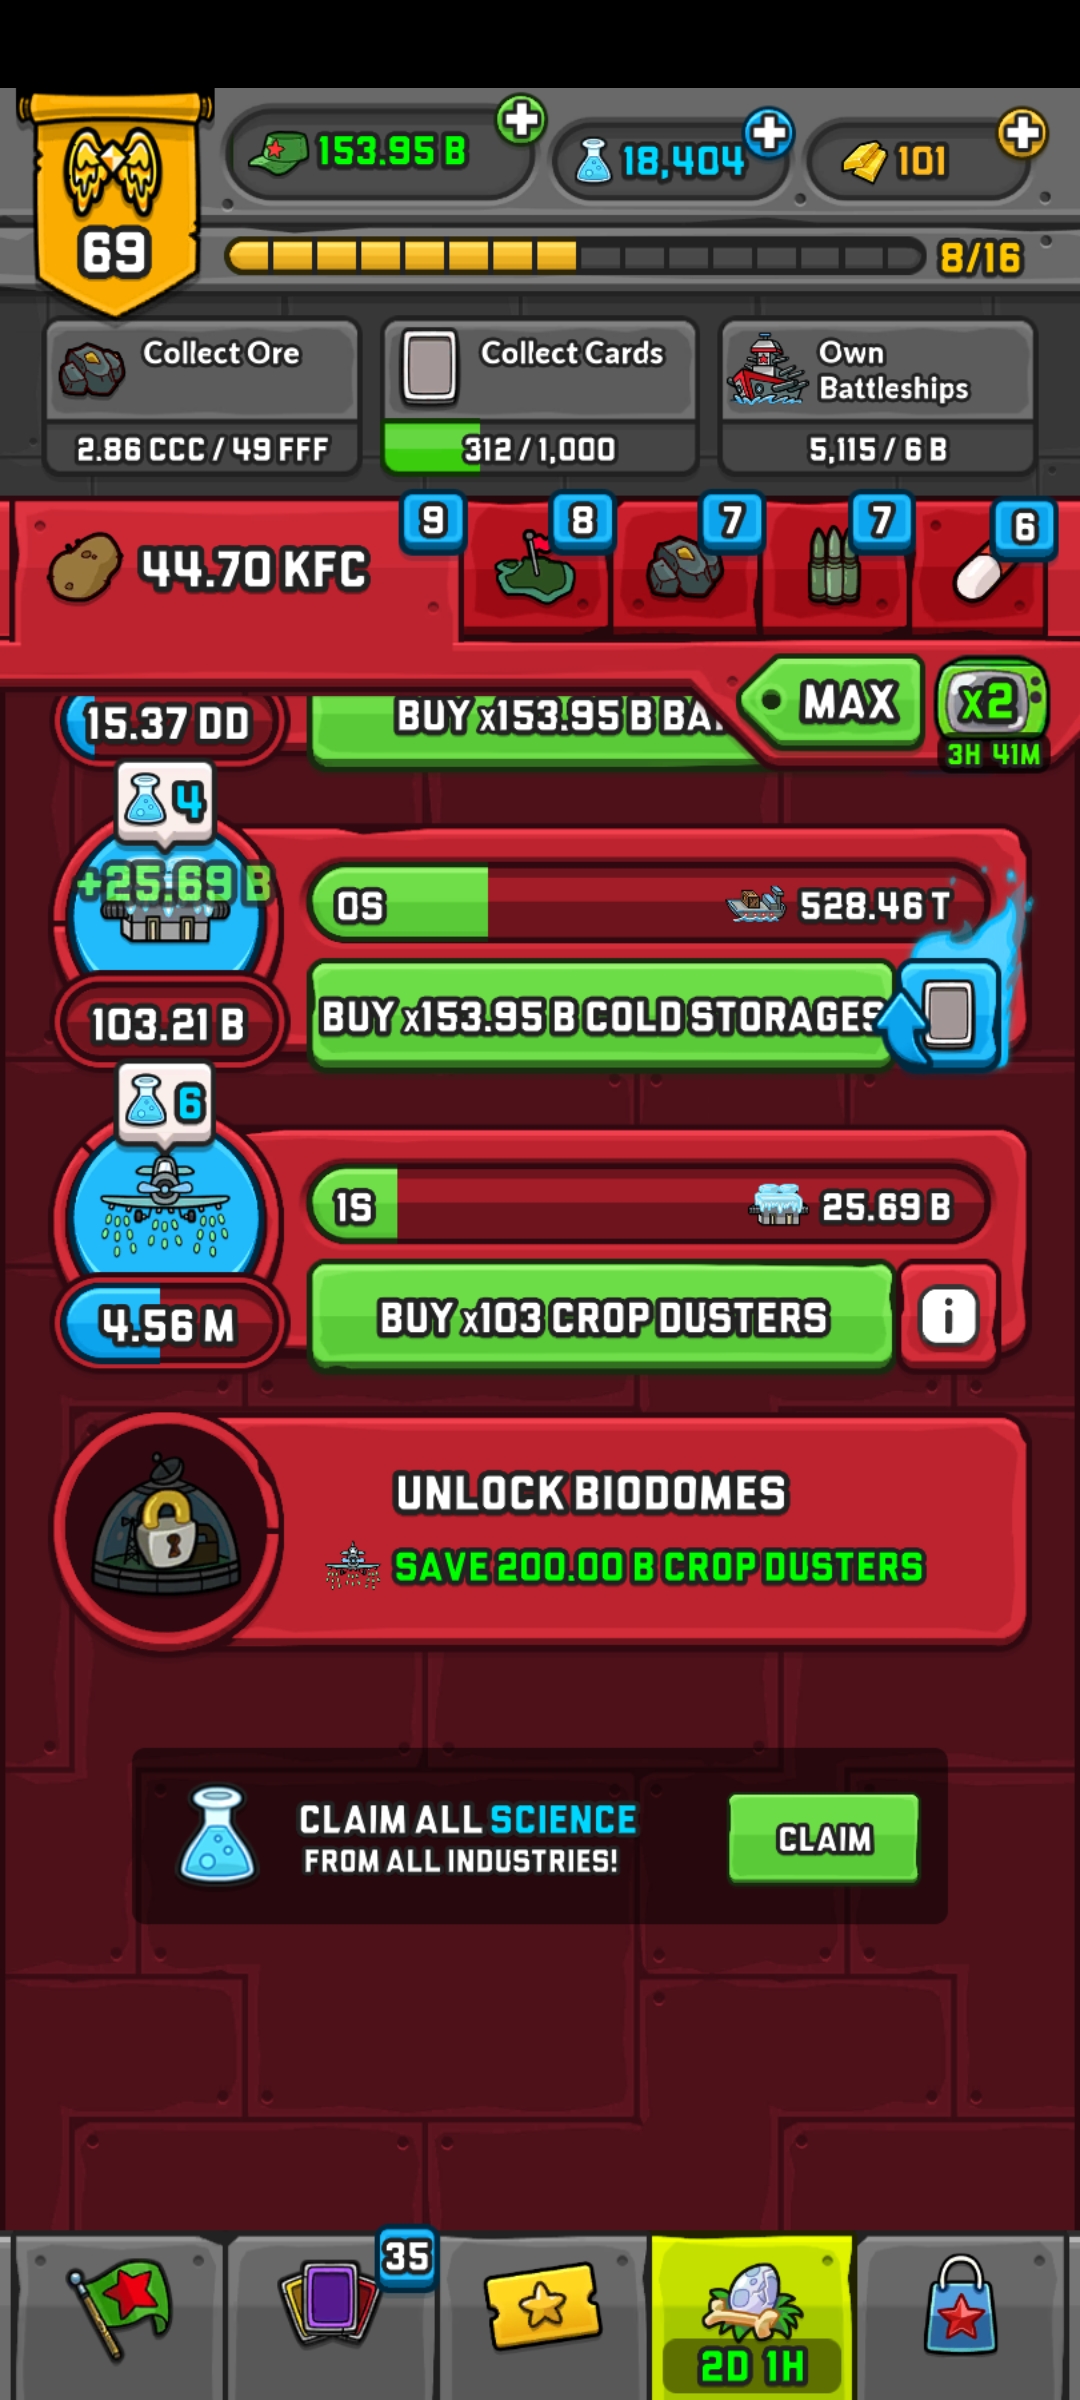 153.95 B
18,404
101
69
8/16
Collect Ore
2.86 CCC / 49 FFF
Collect Cards
312 / 1,000
Own
Battleships
5,115 / 6 B
44.70 KFC
9
8
7
7
6
MAX
x2
3H 41M
15.37 DD
BUY x153.95 B
4
+25.69 B
0S
528.46 T
103.21 B
BUY x153.95 B COLD STORAGES
6
1S
25.69 B
4.56 M
BUY x103 CROP DUSTERS
i
UNLOCK BIODOMES
SAVE 200.00 B CROP DUSTERS
CLAIM ALL SCIENCE
FROM ALL INDUSTRIES!
CLAIM
35
2D 1H